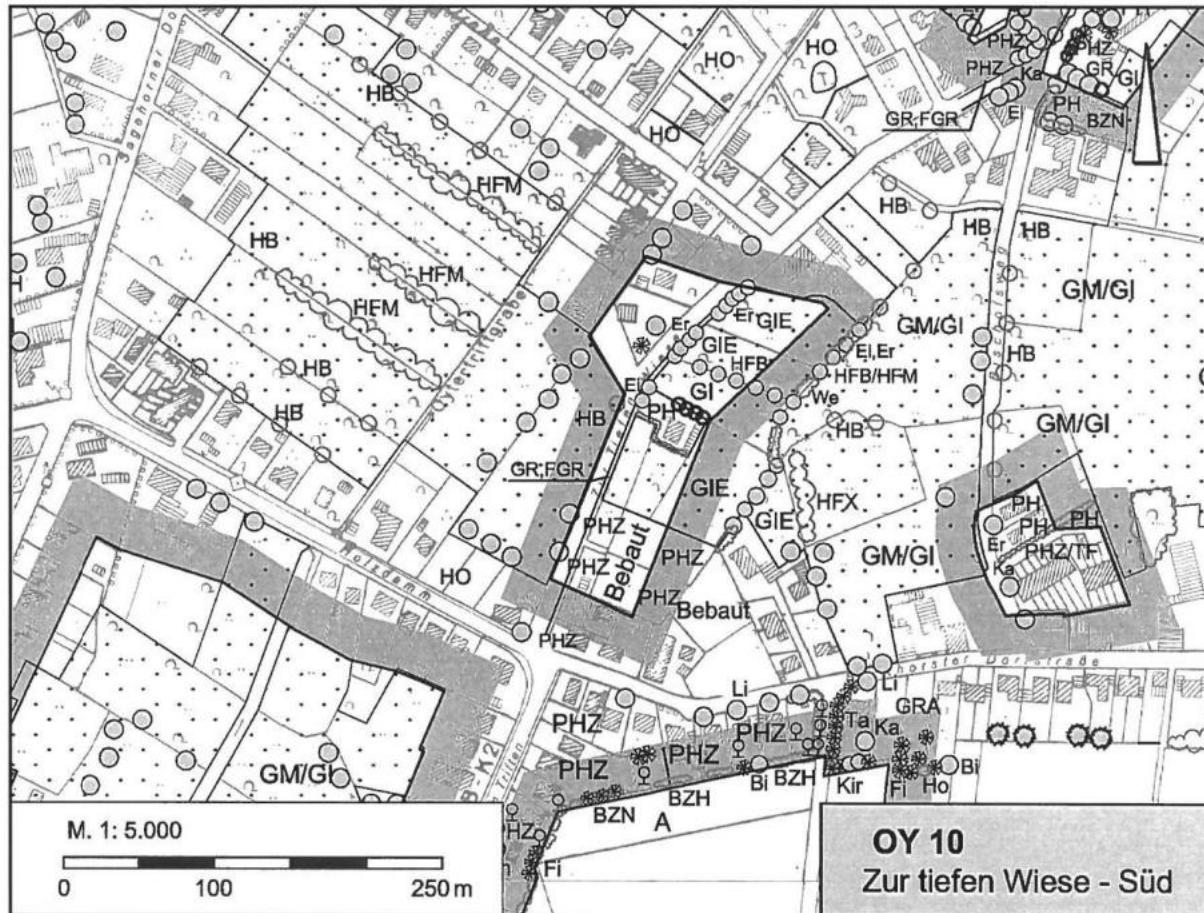 PHZ
PHZ
HO
HO
PHZ
Ka
GR
GI
HB
GR,FGR
EI
PH
BZN
HO
Sagehorner
HFM
HB
HB
HB
HFM
GM/GI
HFM
Er
GIE
Er
GIE
EI,Er
HFB
HFB/HFM
HB
HB
HB
EI
GI
We
HB
PH
HB
GM/GI
GR,FGR
GIE
HFX
GIE
PH
PH
PH
PHZ
Er
PHZ/TF
GM/GI
Ka
HO
PHZ
Bebaut
PHZ
PHZ
Bebaut
Holzdamm
PHZ
Dorfstraße
Li
Li
GRA
PHZ
PHZ
PHZ
Ta
Ka
GM/GI
K2
PHZ
Bi
BZH
Kir
Fi
Ho
Bi
BZN
BZH
A
PHZ
Fi
M. 1: 5.000
0 100 250 m
OY 10
Zur tiefen Wiese - Süd